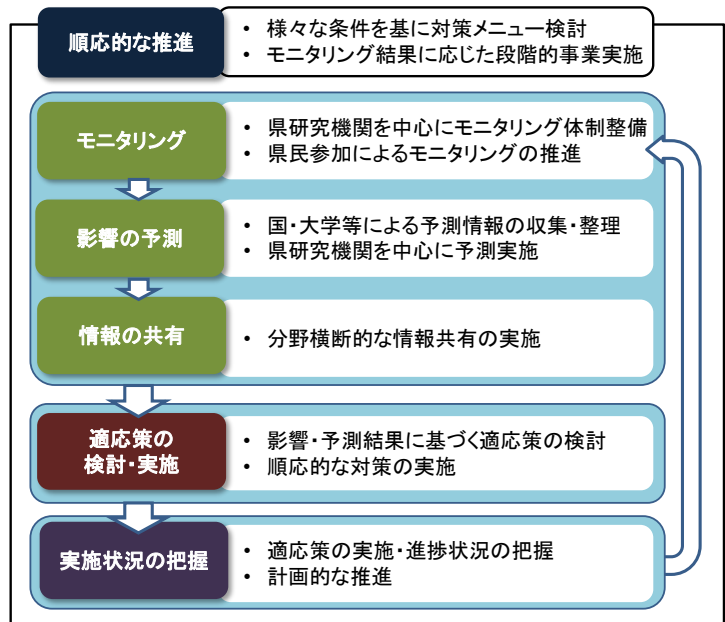 順応的な推進
• 様々な条件を基に対策メニュー検討
• モニタリング結果に応じた段階的事業実施
モニタリング
• 県研究機関を中心にモニタリング体制整備
• 県民参加によるモニタリングの推進
影響の予測
• 国・大学等による予測情報の収集・整理
• 県研究機関を中心に予測実施
情報の共有
• 分野横断的な情報共有の実施
適応策の
検討・実施
• 影響・予測結果に基づく適応策の検討
• 順応的な対策の実施
実施状況の把握
• 適応策の実施・進捗状況の把握
• 計画的な推進